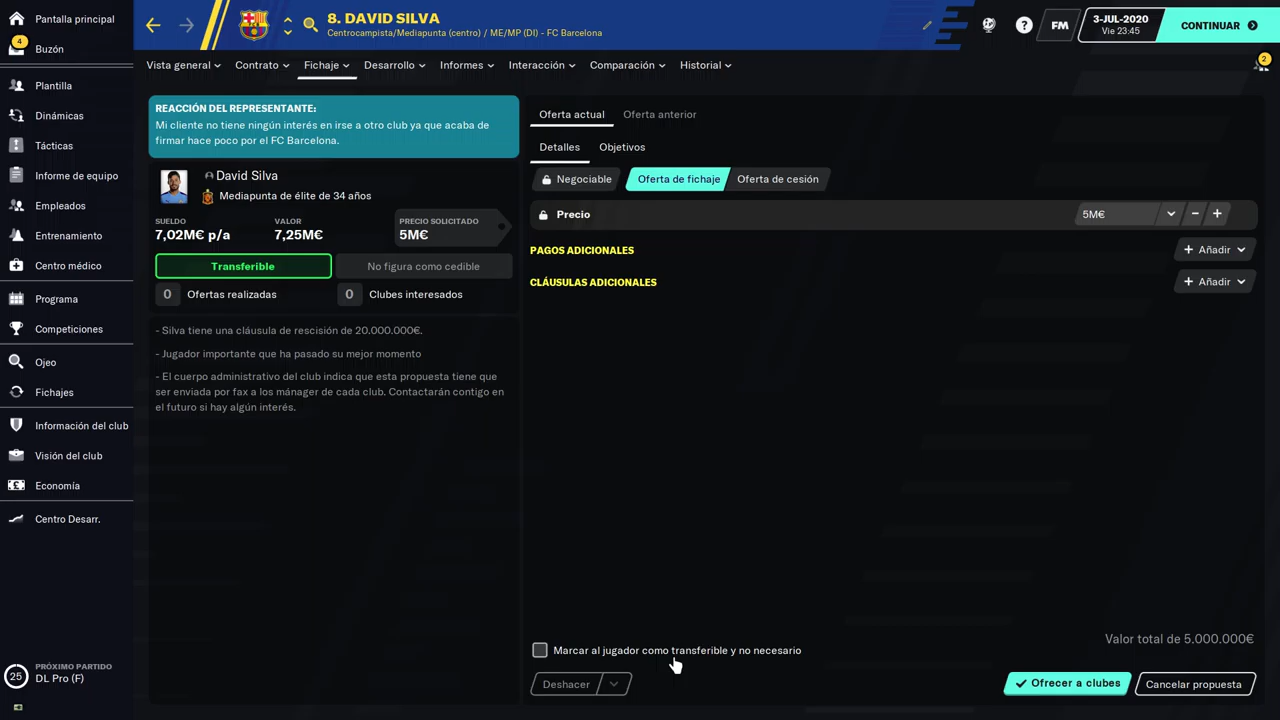 Pantalla principal
4
Buzón
Plantilla
Dinámicas
Tácticas
Informe de equipo
Empleados
Entrenamiento
Centro médico
Programa
Competiciones
Ojeo
Fichajes
Información del club
Visión del club
Economía
Centro Desarr.
PRÓXIMO PARTIDO
25
DL Pro (F)
8. DAVID SILVA
Centrocampista/Mediapunta (centro) / ME/MP (DI) - FC Barcelona
?
FM
3-JUL-2020
Vie 23:45
CONTINUAR
Vista general
Contrato
Fichaje
Desarrollo
Informes
Interacción
Comparación
Historial
2
REACCIÓN DEL REPRESENTANTE:
Mi cliente no tiene ningún interés en irse a otro club ya que acaba de
firmar hace poco por el FC Barcelona.
David Silva
Mediapunta de élite de 34 años
SUELDO
7,02M€ p/a
VALOR
7,25M€
PRECIO SOLICITADO
5M€
Transferible
No figura como cedible
0 Ofertas realizadas
0 Clubes interesados
- Silva tiene una cláusula de rescisión de 20.000.000€.
- Jugador importante que ha pasado su mejor momento
- El cuerpo administrativo del club indica que esta propuesta tiene que
ser enviada por fax a los mánager de cada club. Contactarán contigo en
el futuro si hay algún interés.
Oferta actual
Oferta anterior
Detalles
Objetivos
Negociable
Oferta de fichaje
Oferta de cesión
Precio
5M€
- +
PAGOS ADICIONALES
+ Añadir
CLÁUSULAS ADICIONALES
+ Añadir
Valor total de 5.000.000€
Marcar al jugador como transferible y no necesario
Deshacer
Ofrecer a clubes
Cancelar propuesta